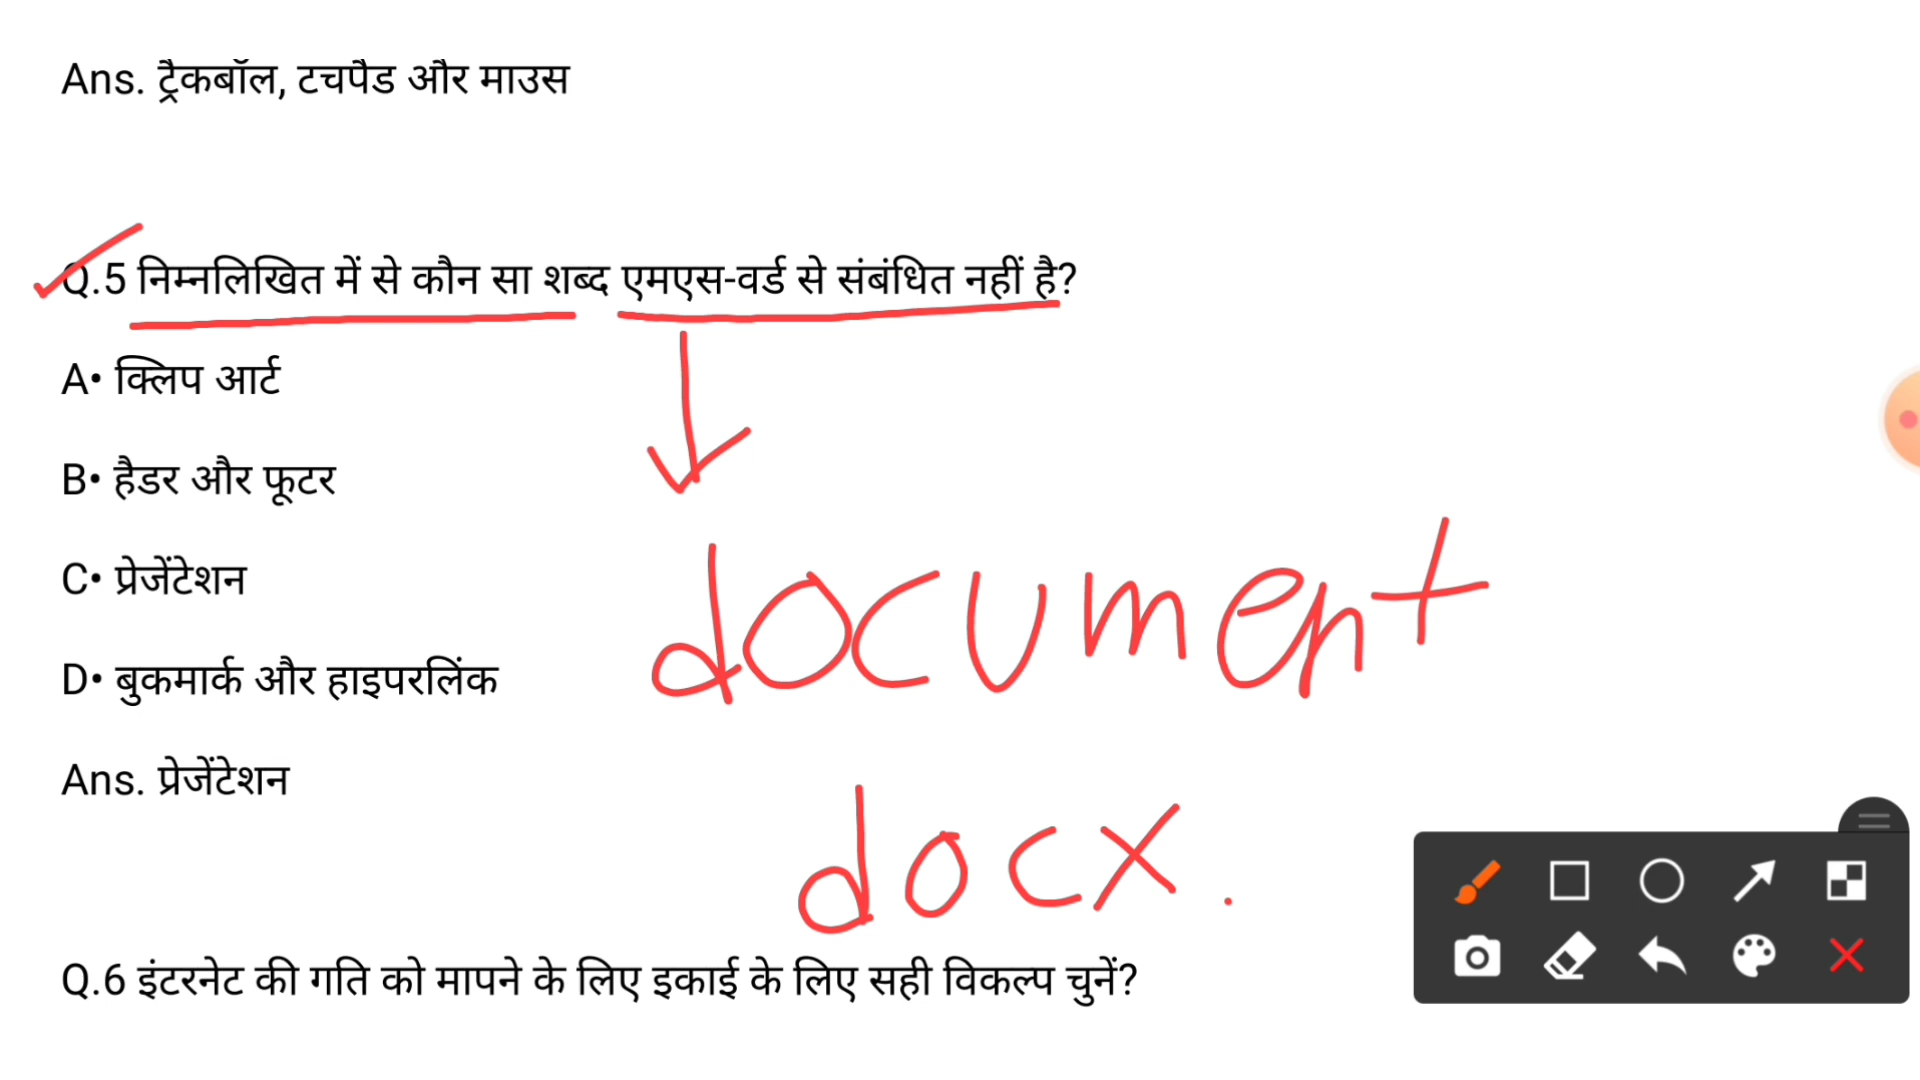 Ans. ट्रैकबॉल, टचपैड और माउस
Q.5 निम्नलिखित में से कौन सा शब्द एमएस-वर्ड से संबंधित नहीं है?
A• क्लिप आर्ट
B• हैडर और फूटर
C• प्रेजेंटेशन
document
D• बुकमार्क और हाइपरलिंक
Ans. प्रेजेंटेशन
docx.
Q.6 इंटरनेट की गति को मापने के लिए इकाई के लिए सही विकल्प चुनें?